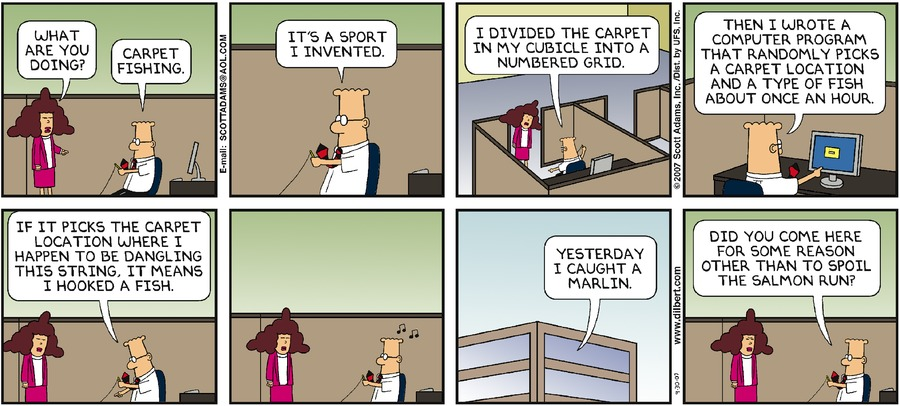 WHAT
ARE YOU
DOING?
CARPET
FISHING.
E-mail: SCOTTADAMS@AOL.COM
IT'S A SPORT
I INVENTED.
I DIVIDED THE CARPET
IN MY CUBICLE INTO A
NUMBERED GRID.
© 2007 Scott Adams, Inc./Dist. by UFS, Inc.
THEN I WROTE A
COMPUTER PROGRAM
THAT RANDOMLY PICKS
A CARPET LOCATION
AND A TYPE OF FISH
ABOUT ONCE AN HOUR.
IF IT PICKS THE CARPET
LOCATION WHERE I
HAPPEN TO BE DANGLING
THIS STRING, IT MEANS
I HOOKED A FISH.
YESTERDAY
I CAUGHT A
MARLIN.
www.dilbert.com
9-30-07
DID YOU COME HERE
FOR SOME REASON
OTHER THAN TO SPOIL
THE SALMON RUN?